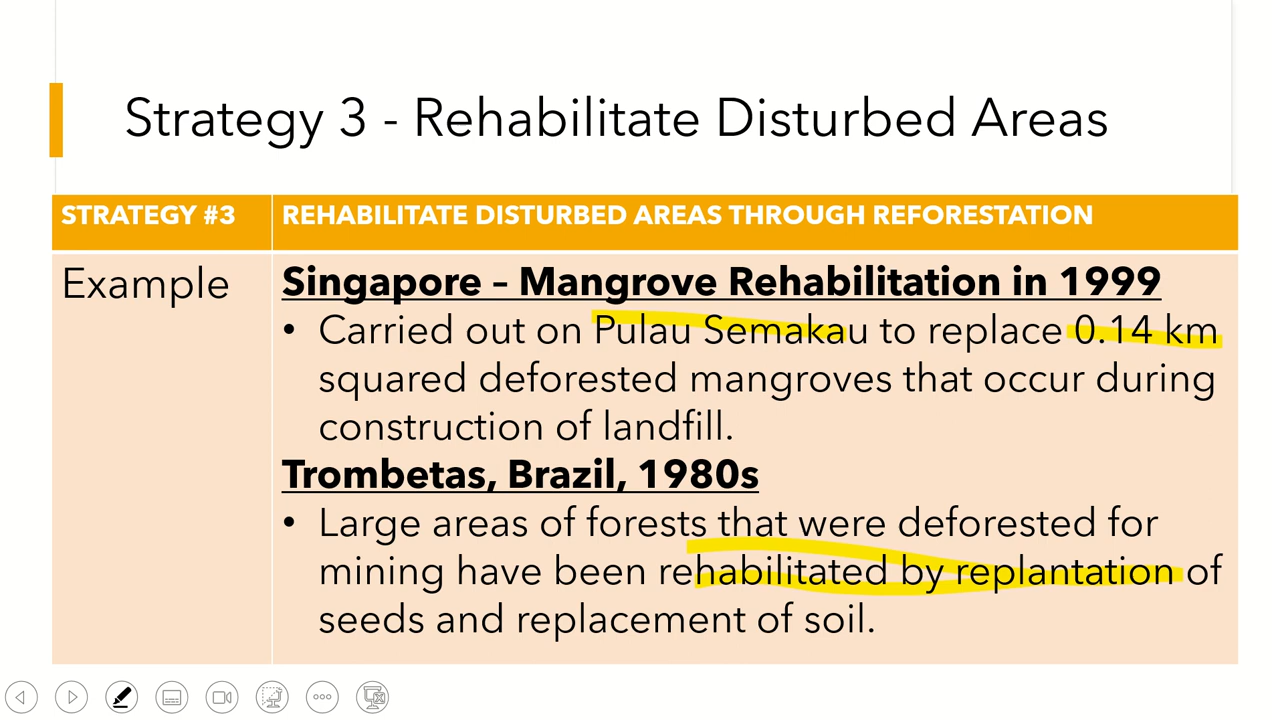 Strategy 3 - Rehabilitate Disturbed Areas
STRATEGY #3
REHABILITATE DISTURBED AREAS THROUGH REFORESTATION
Example
Singapore – Mangrove Rehabilitation in 1999
• Carried out on Pulau Semakau to replace 0.14 km
squared deforested mangroves that occur during
construction of landfill.
Trombetas, Brazil, 1980s
• Large areas of forests that were deforested for
mining have been rehabilitated by replantation of
seeds and replacement of soil.